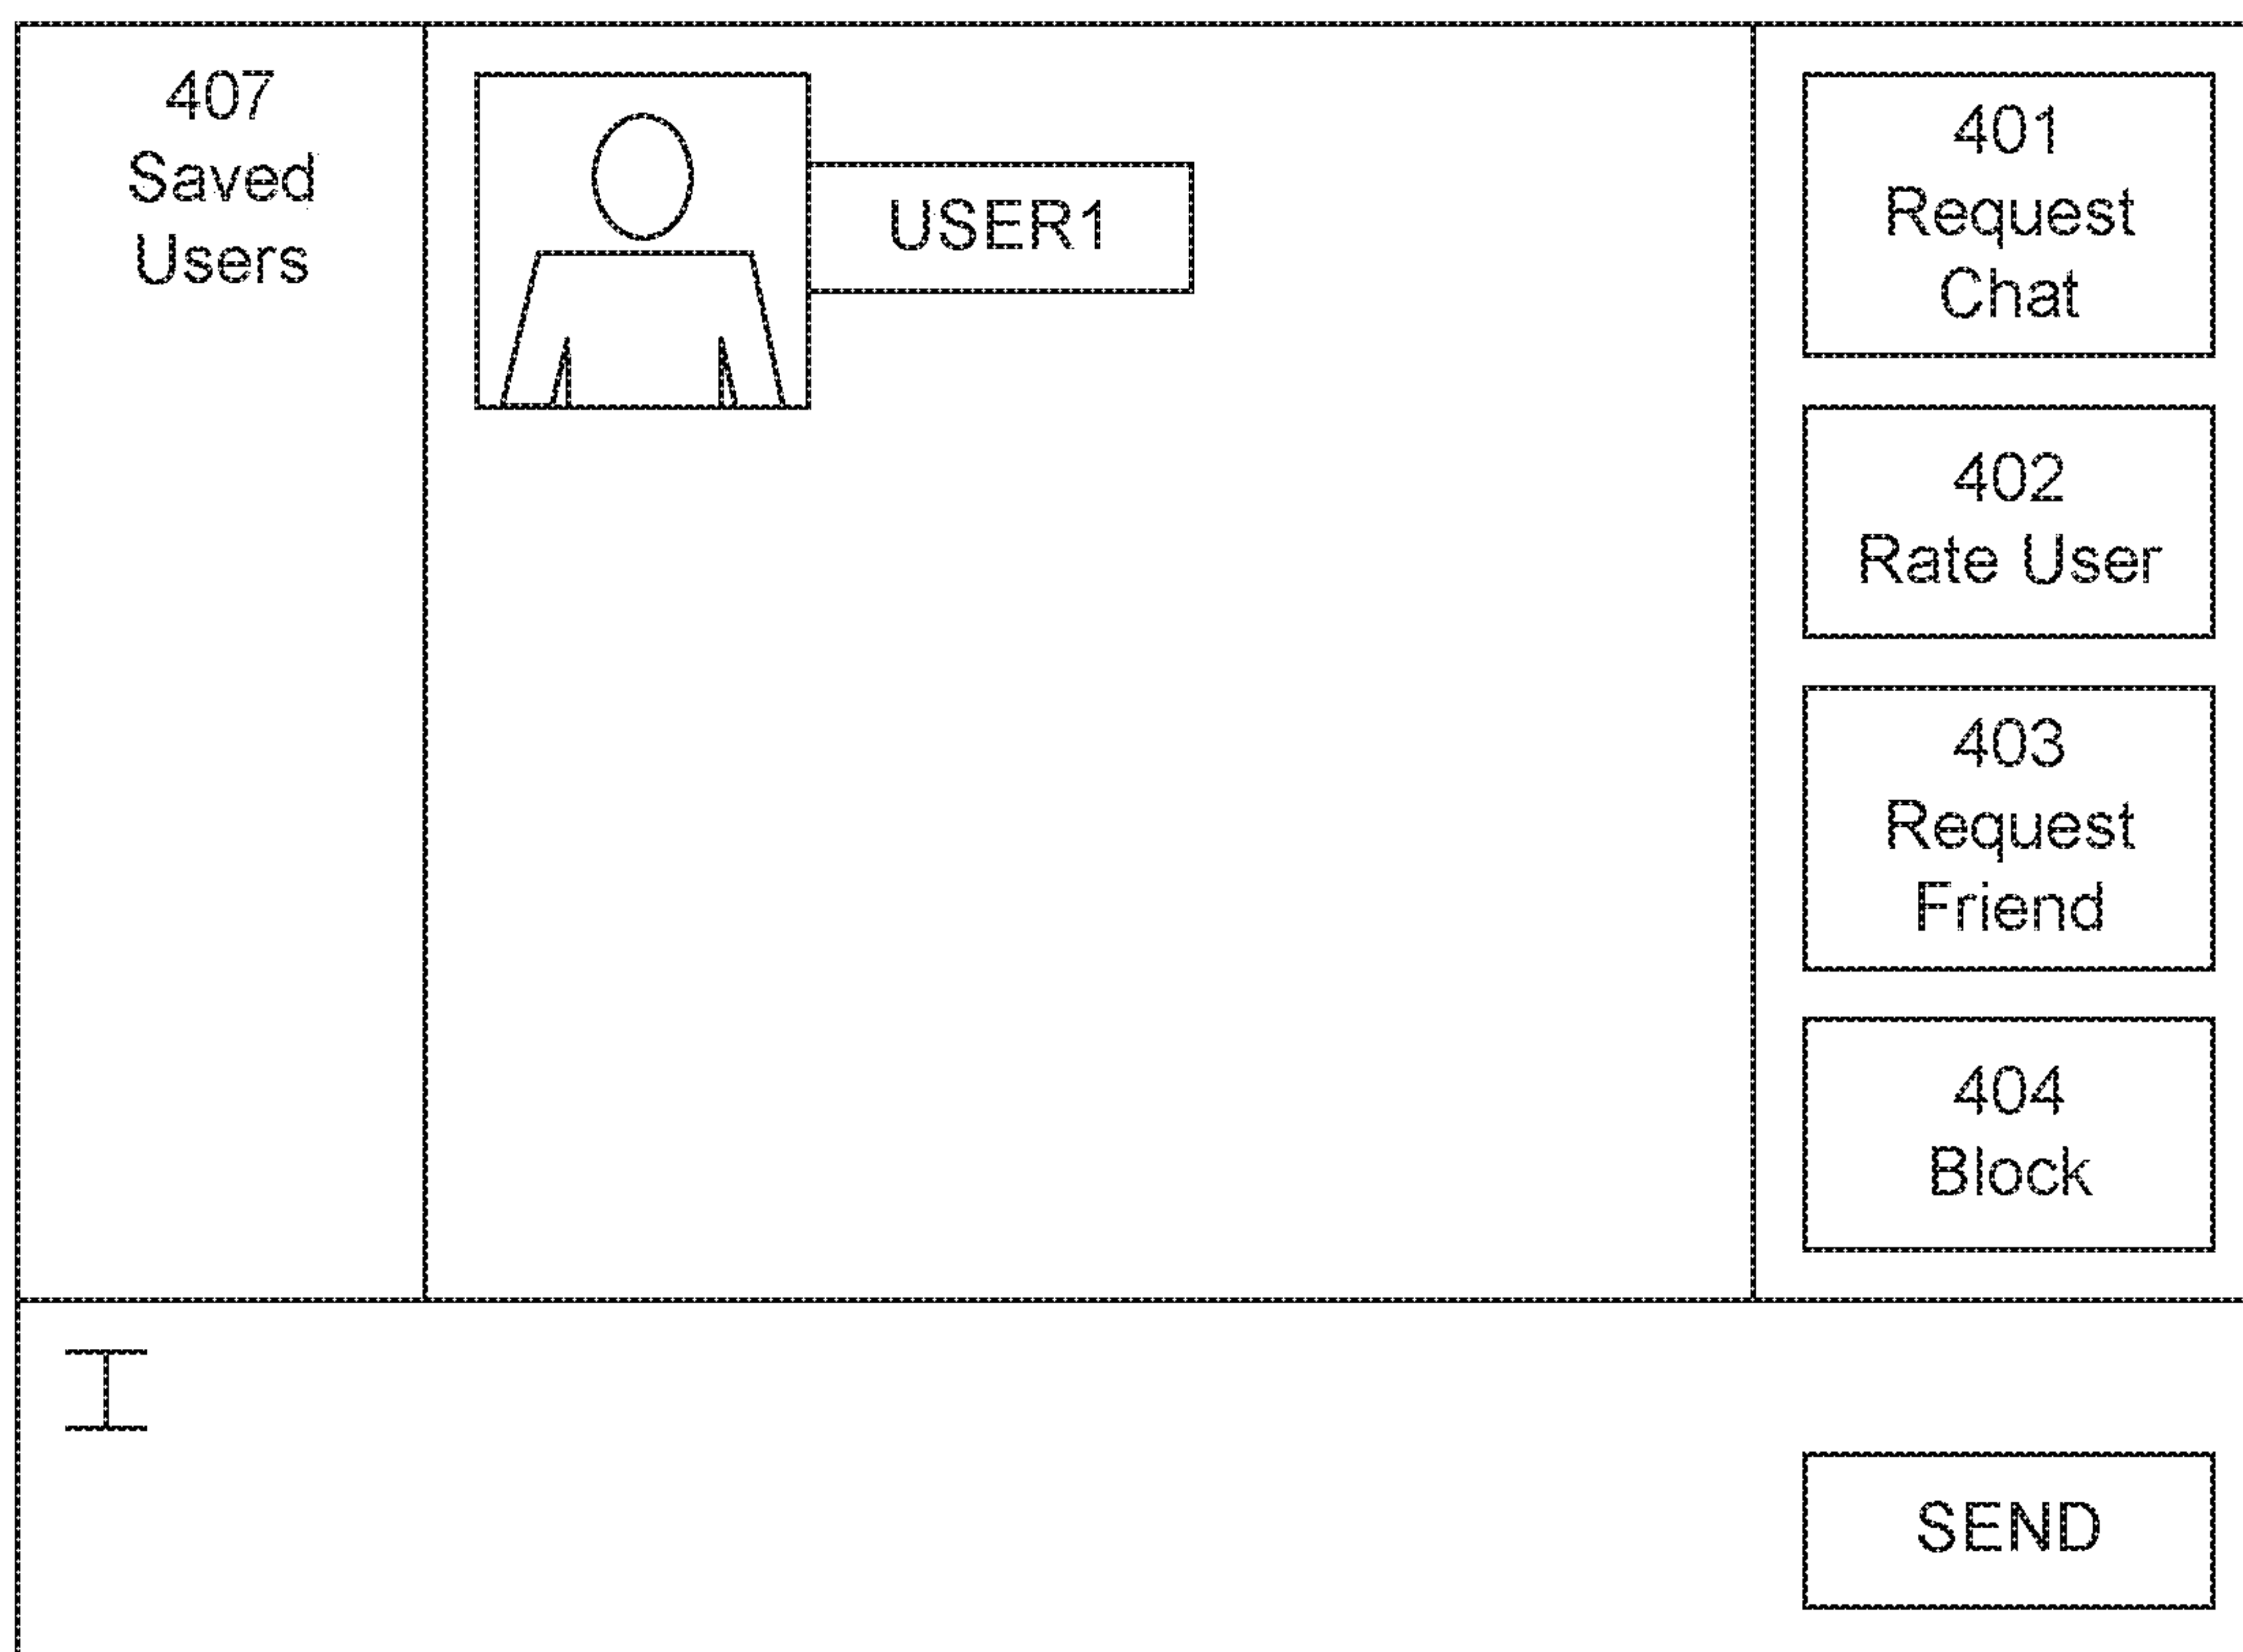 407
Saved
Users
USER1
401
Request
Chat
402
Rate User
403
Request
Friend
404
Block
SEND